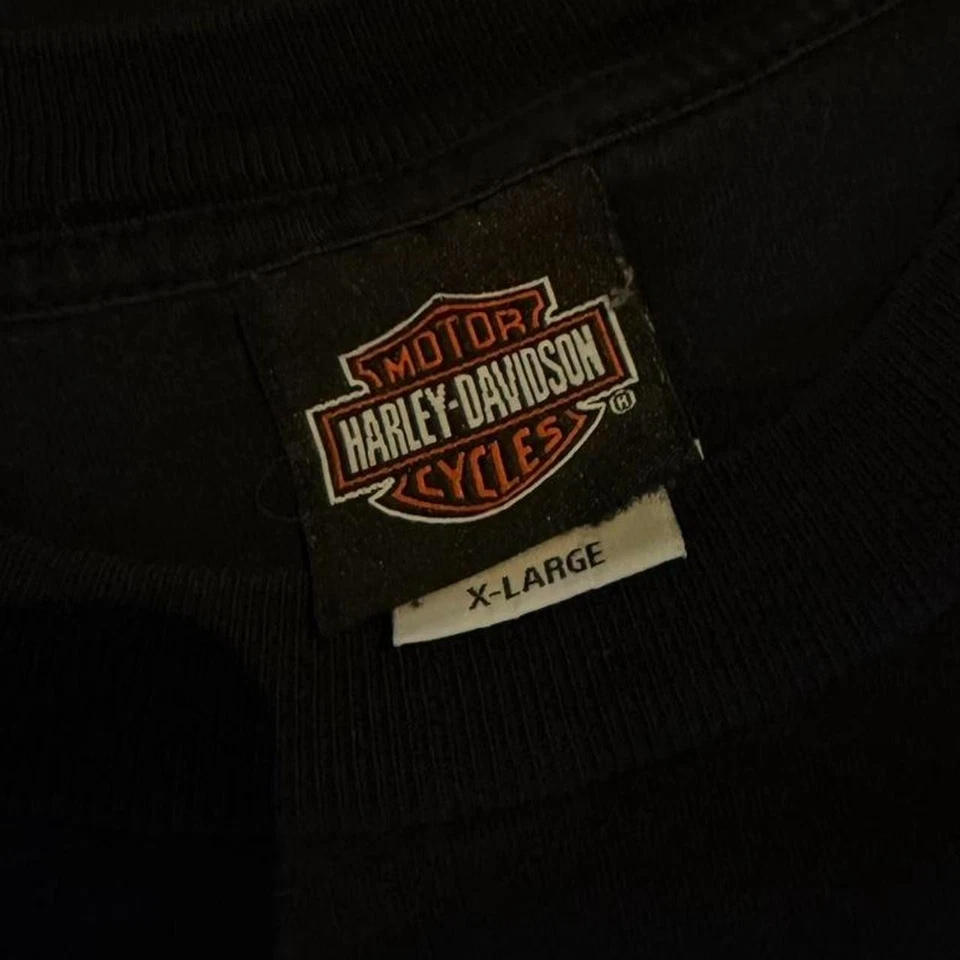 MOTOR
HARLEY-DAVIDSON
®
CYCLES
X-LARGE